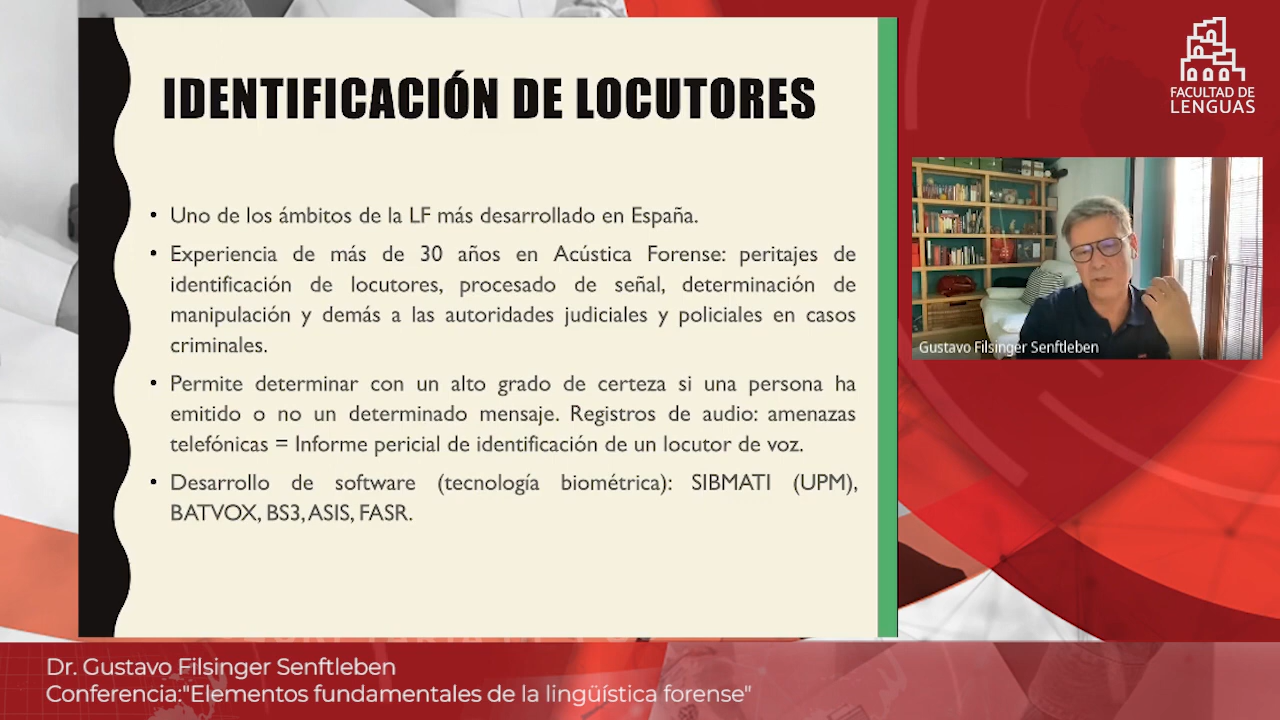 IDENTIFICACIÓN DE LOCUTORES
• Uno de los ámbitos de la LF más desarrollado en España.
• Experiencia de más de 30 años en Acústica Forense: peritajes de
identificación de locutores, procesado de señal, determinación de
manipulación y demás a las autoridades judiciales y policiales en casos
criminales.
• Permite determinar con un alto grado de certeza si una persona ha
emitido o no un determinado mensaje. Registros de audio: amenazas
telefónicas = Informe pericial de identificación de un locutor de voz.
• Desarrollo de software (tecnología biométrica): SIBMATI (UPM),
BATVOX, BS3, ASIS, FASR.
FACULTAD DE
LENGUAS
Gustavo Filsinger Senftleben
Dr. Gustavo Filsinger Senftleben
Conferencia:"Elementos fundamentales de la lingüística forense"